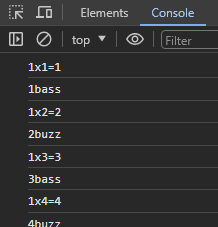 Elements Console
top Filter
1x1=1
1bass
1x2=2
2buzz
1x3=3
3bass
1x4=4
4buzz